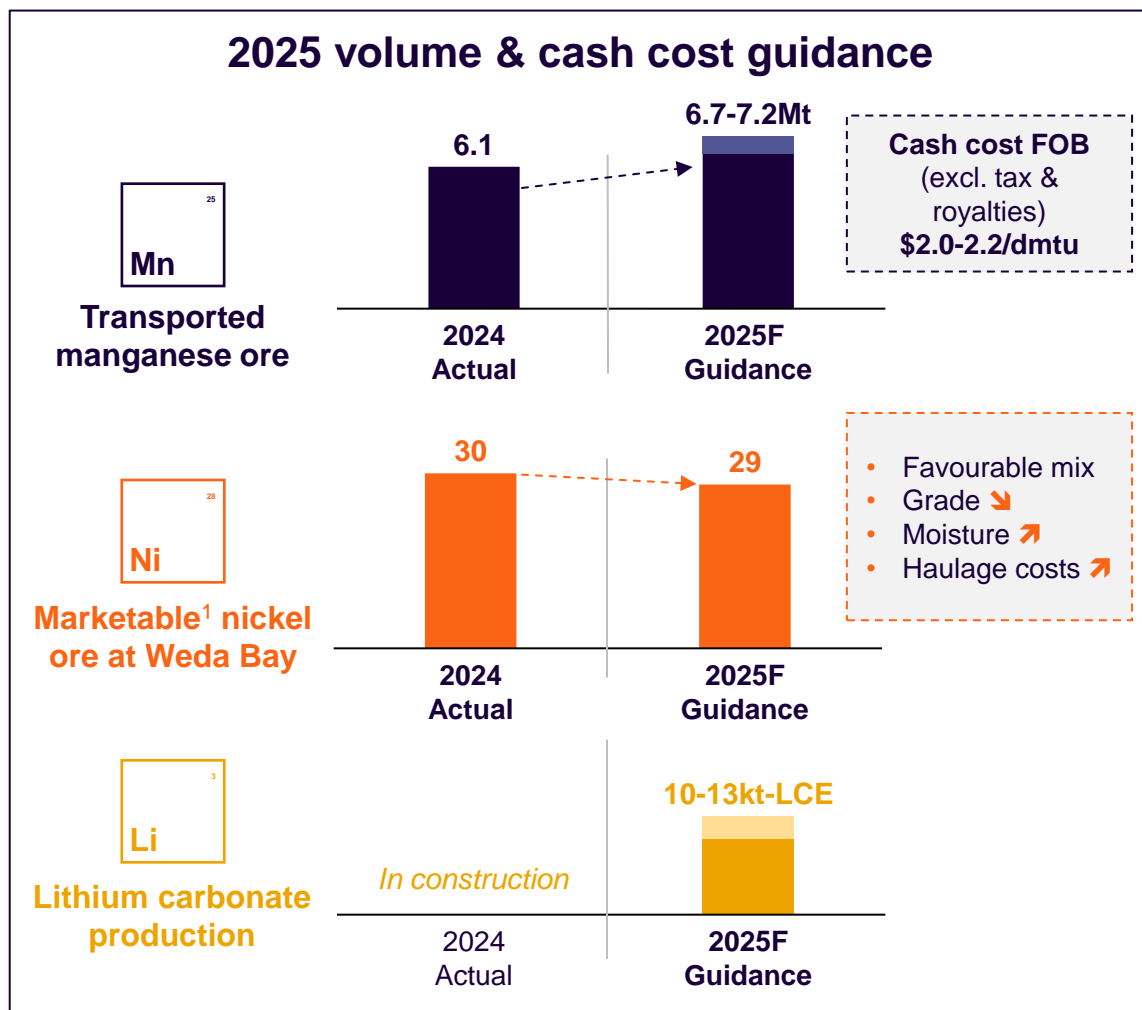 2025 volume & cash cost guidance
25
Mn
Transported
manganese ore
6.1
6.7-7.2Mt
2024
Actual
2025F
Guidance
Cash cost FOB
(excl. tax &
royalties)
$2.0-2.2/dmtu
28
Ni
Marketable¹ nickel
ore at Weda Bay
30
29
2024
Actual
2025F
Guidance
• Favourable mix
• Grade ➘
• Moisture ➚
• Haulage costs ➚
3
Li
Lithium carbonate
production
In construction
10-13kt-LCE
2024
Actual
2025F
Guidance